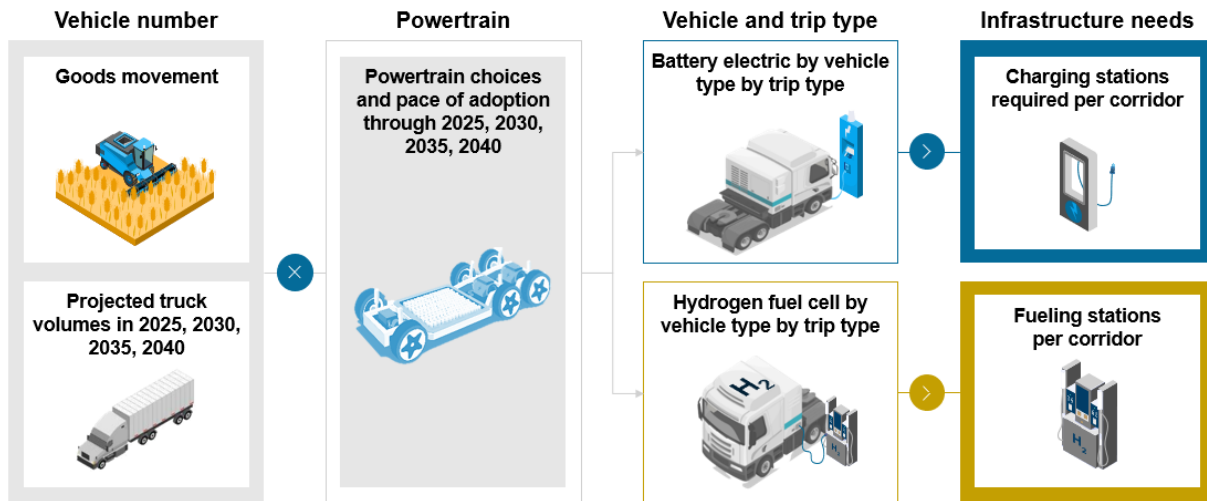 Vehicle number
Powertrain
Vehicle and trip type
Infrastructure needs
Goods movement
Projected truck
volumes in 2025, 2030,
2035, 2040
Powertrain choices
and pace of adoption
through 2025, 2030,
2035, 2040
Battery electric by vehicle
type by trip type
Hydrogen fuel cell by
vehicle type by trip type
H2
Charging stations
required per corridor
Fueling stations
per corridor
H2